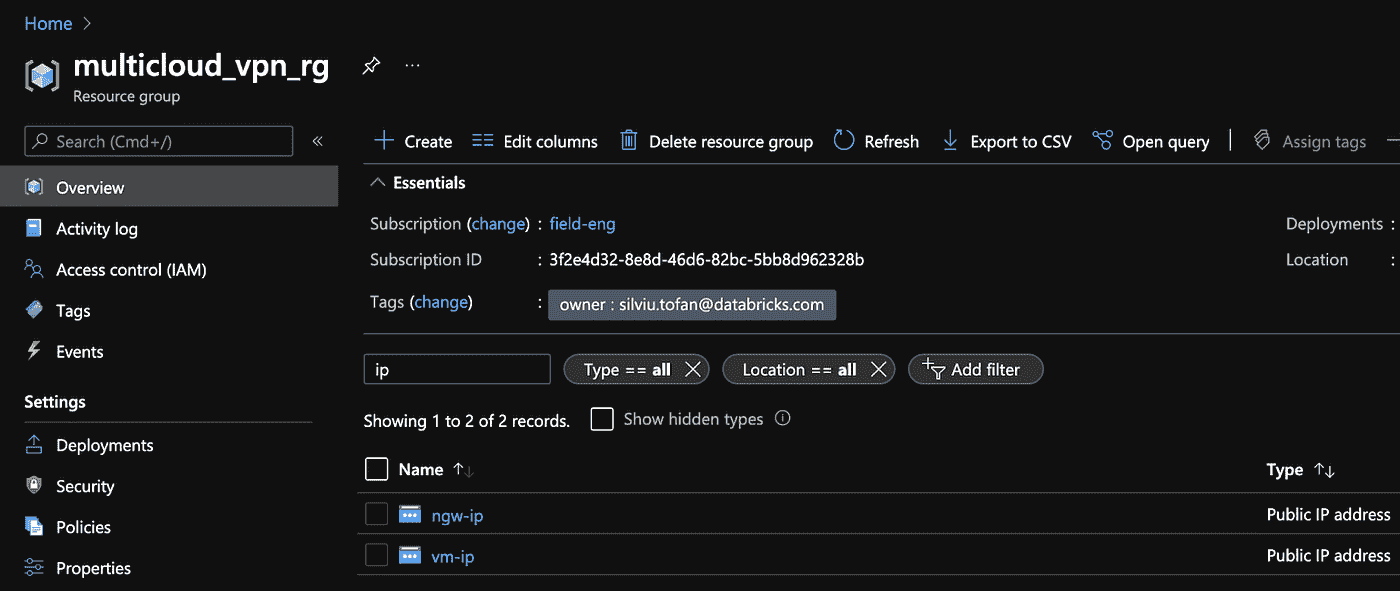 Home
multicloud_vpn_rg
Resource group
Search (Cmd+/)
Overview
Activity log
Access control (IAM)
Tags
Events
Settings
Deployments
Security
Policies
Properties
Create Edit columns Delete resource group Refresh Export to CSV Open query Assign tags
Essentials
Subscription (change) : field-eng Deployments :
Subscription ID : 3f2e4d32-8e8d-46d6-82bc-5bb8d962328b Location :
Tags (change) : owner : silviu.tofan@databricks.com
ip Type == all Location == all Add filter
Showing 1 to 2 of 2 records. Show hidden types
Name Type
ngw-ip Public IP address
vm-ip Public IP address